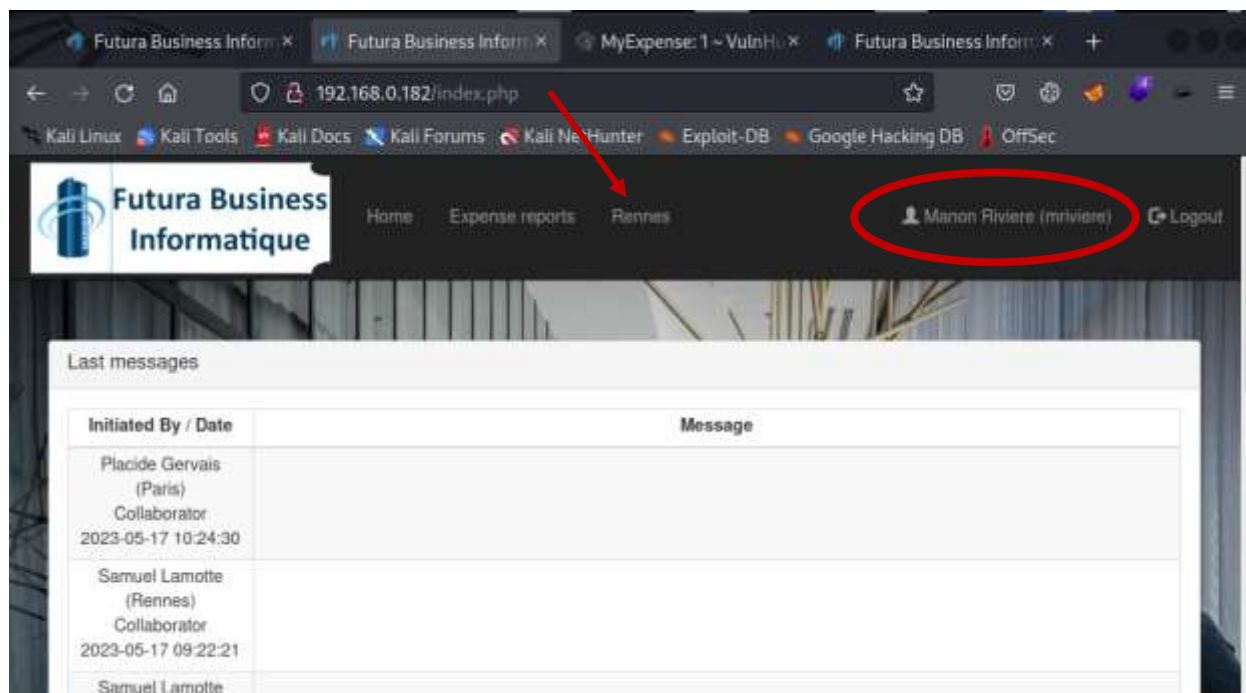 Futura Business Inform
Futura Business Inform
MyExpense: 1 ~ VulnH
Futura Business Inform
192.168.0.182/index.php
Kali Linux Kali Tools Kali Docs Kali Forums Kali NetHunter Exploit-DB Google Hacking DB OffSec
Futura Business
Informatique
Home Expense reports Rennes Manon Riviere (mriviere) Logout
Last messages
Initiated By / Date Message
Placide Gervais
(Paris)
Collaborator
2023-05-17 10:24:30
Samuel Lamotte
(Rennes)
Collaborator
2023-05-17 09:22:21
Samuel Lamotte